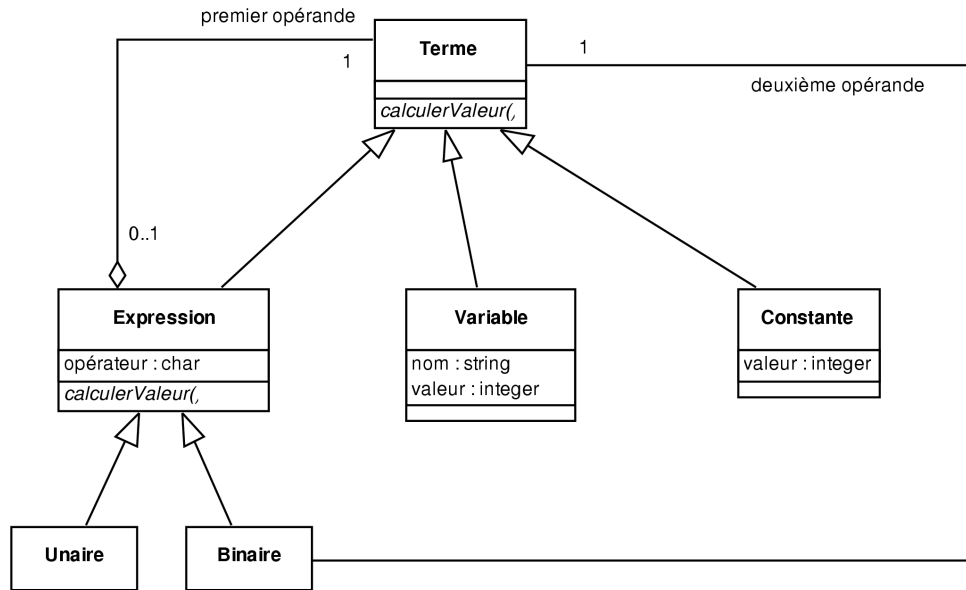 premier opérande
Terme
1
1
deuxième opérande
calculerValeur(,
0..1
Expression
Variable
Constante
opérateur : char
nom : string
valeur : integer
valeur : integer
calculerValeur(,
Unaire
Binaire